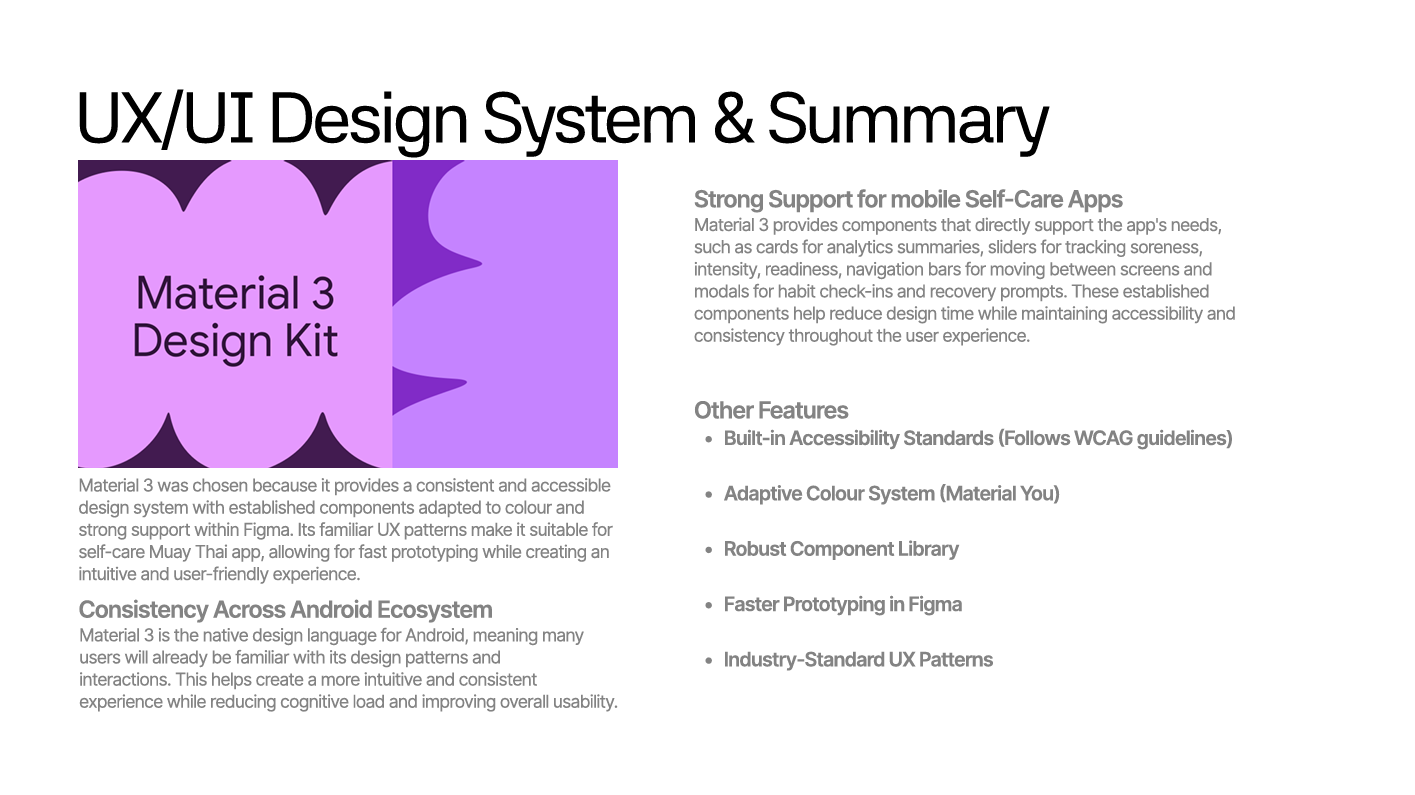 UX/UI Design System & Summary
Material 3
Design Kit
Material 3 was chosen because it provides a consistent and accessible
design system with established components adapted to colour and
strong support within Figma. Its familiar UX patterns make it suitable for
self-care Muay Thai app, allowing for fast prototyping while creating an
intuitive and user-friendly experience.
Consistency Across Android Ecosystem
Material 3 is the native design language for Android, meaning many
users will already be familiar with its design patterns and
interactions. This helps create a more intuitive and consistent
experience while reducing cognitive load and improving overall usability.
Strong Support for mobile Self-Care Apps
Material 3 provides components that directly support the app's needs,
such as cards for analytics summaries, sliders for tracking soreness,
intensity, readiness, navigation bars for moving between screens and
modals for habit check-ins and recovery prompts. These established
components help reduce design time while maintaining accessibility and
consistency throughout the user experience.
Other Features
• Built-in Accessibility Standards (Follows WCAG guidelines)
• Adaptive Colour System (Material You)
• Robust Component Library
• Faster Prototyping in Figma
• Industry-Standard UX Patterns